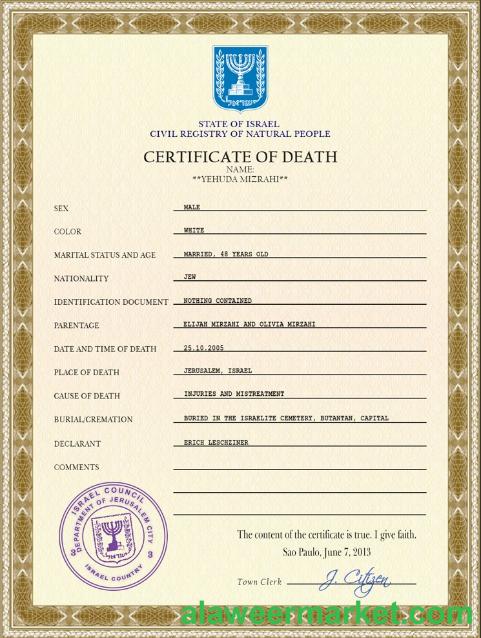 ישראל
STATE OF ISRAEL
CIVIL REGISTRY OF NATURAL PEOPLE
CERTIFICATE OF DEATH
NAME:
**YEHUDA MIZRAHI**
SEX MALE
COLOR WHITE
MARITAL STATUS AND AGE MARRIED, 48 YEARS OLD
NATIONALITY JEW
IDENTIFICATION DOCUMENT NOTHING CONTAINED
PARENTAGE ELIJAH MIRZAHI AND OLIVIA MIRZAHI
DATE AND TIME OF DEATH 25.10.2005
PLACE OF DEATH JERUSALEM, ISRAEL
CAUSE OF DEATH INJURIES AND MISTREATMENT
BURIAL/CREMATION BURIED IN THE ISRAELITE CEMETERY, BUTANTAN, CAPITAL
DECLARANT ERICH LESCHZINER
COMMENTS
ISRAEL COUNCIL
DEPARTMENT OF JERUSALEM CITY
3 3
ISRAEL COUNTRY
The content of the certificate is true. I give faith.
Sao Paulo, June 7, 2013
Town Clerk J. Citizen
alaweermarket.com